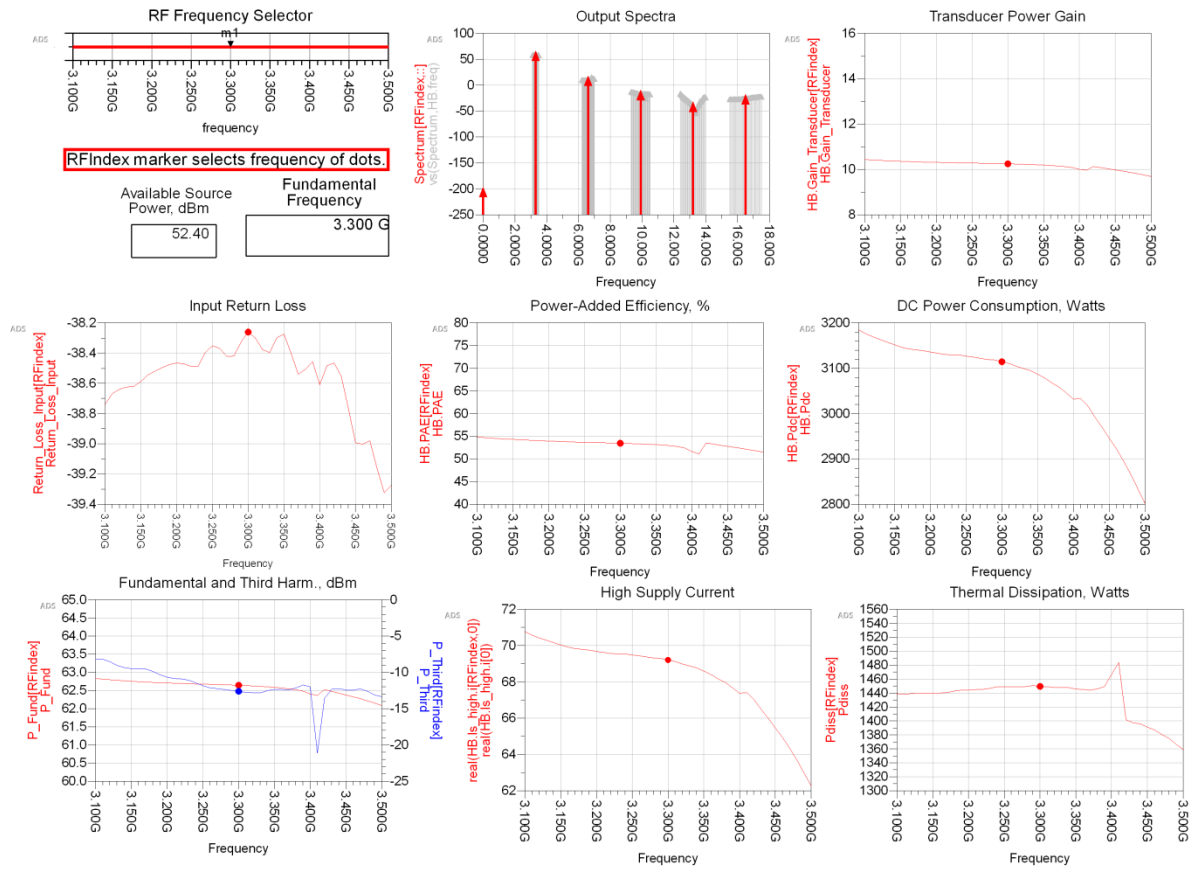 RF Frequency Selector
ADS
m1
3.100G 3.150G 3.200G 3.250G 3.300G 3.350G 3.400G 3.450G 3.500G
frequency
RFIndex marker selects frequency of dots.
Available Source
Power, dBm
52.40
Fundamental
Frequency
3.300 G
Output Spectra
ADS
Spectrum[RFindex,::]
vs(Spectrum,HB.freq)
100
50
0
-50
-100
-150
-200
-250
0.0000 2.000G 4.000G 6.000G 8.000G 10.00G 12.00G 14.00G 16.00G 18.00G
Frequency
Transducer Power Gain
ADS
HB.Gain_Transducer[RFindex]
HB.Gain_Transducer
16
14
12
10
8
3.100G 3.150G 3.200G 3.250G 3.300G 3.350G 3.400G 3.450G 3.500G
Frequency
Input Return Loss
ADS
Return_Loss_Input[RFindex]
Return_Loss_Input
-38.2
-38.4
-38.6
-38.8
-39.0
-39.2
-39.4
3.100G 3.150G 3.200G 3.250G 3.300G 3.350G 3.400G 3.450G 3.500G
Frequency
Power-Added Efficiency, %
ADS
HB.PAE[RFindex]
HB.PAE
80
75
70
65
60
55
50
45
40
3.100G 3.150G 3.200G 3.250G 3.300G 3.350G 3.400G 3.450G 3.500G
Frequency
DC Power Consumption, Watts
ADS
HB.Pdc[RFindex]
HB.Pdc
3200
3100
3000
2900
2800
3.100G 3.150G 3.200G 3.250G 3.300G 3.350G 3.400G 3.450G 3.500G
Frequency
Fundamental and Third Harm., dBm
ADS
P_Fund[RFindex]
P_Fund
65.0
64.5
64.0
63.5
63.0
62.5
62.0
61.5
61.0
60.5
60.0
0
-5
-10
-15
-20
-25
P_Third[RFindex]
P_Third
3.100G 3.150G 3.200G 3.250G 3.300G 3.350G 3.400G 3.450G 3.500G
Frequency
High Supply Current
ADS
real(HB.Is_high.i[RFindex,0])
real(HB.Is_high.i[0])
72
70
68
66
64
62
3.100G 3.150G 3.200G 3.250G 3.300G 3.350G 3.400G 3.450G 3.500G
Frequency
Thermal Dissipation, Watts
ADS
Pdiss[RFindex]
Pdiss
1560
1540
1520
1500
1480
1460
1440
1420
1400
1380
1360
1340
1320
1300
3.100G 3.150G 3.200G 3.250G 3.300G 3.350G 3.400G 3.450G 3.500G
Frequency